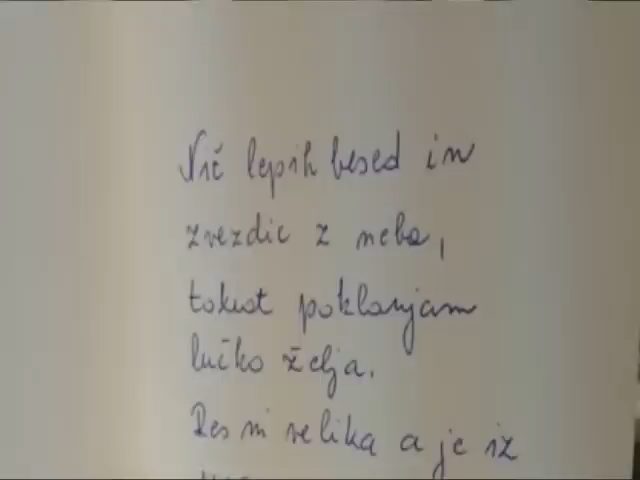 Nič lepih besed in
zvezdic z neba,
tokrat poklanjam
lučko želja.
Res ni velika a je iz